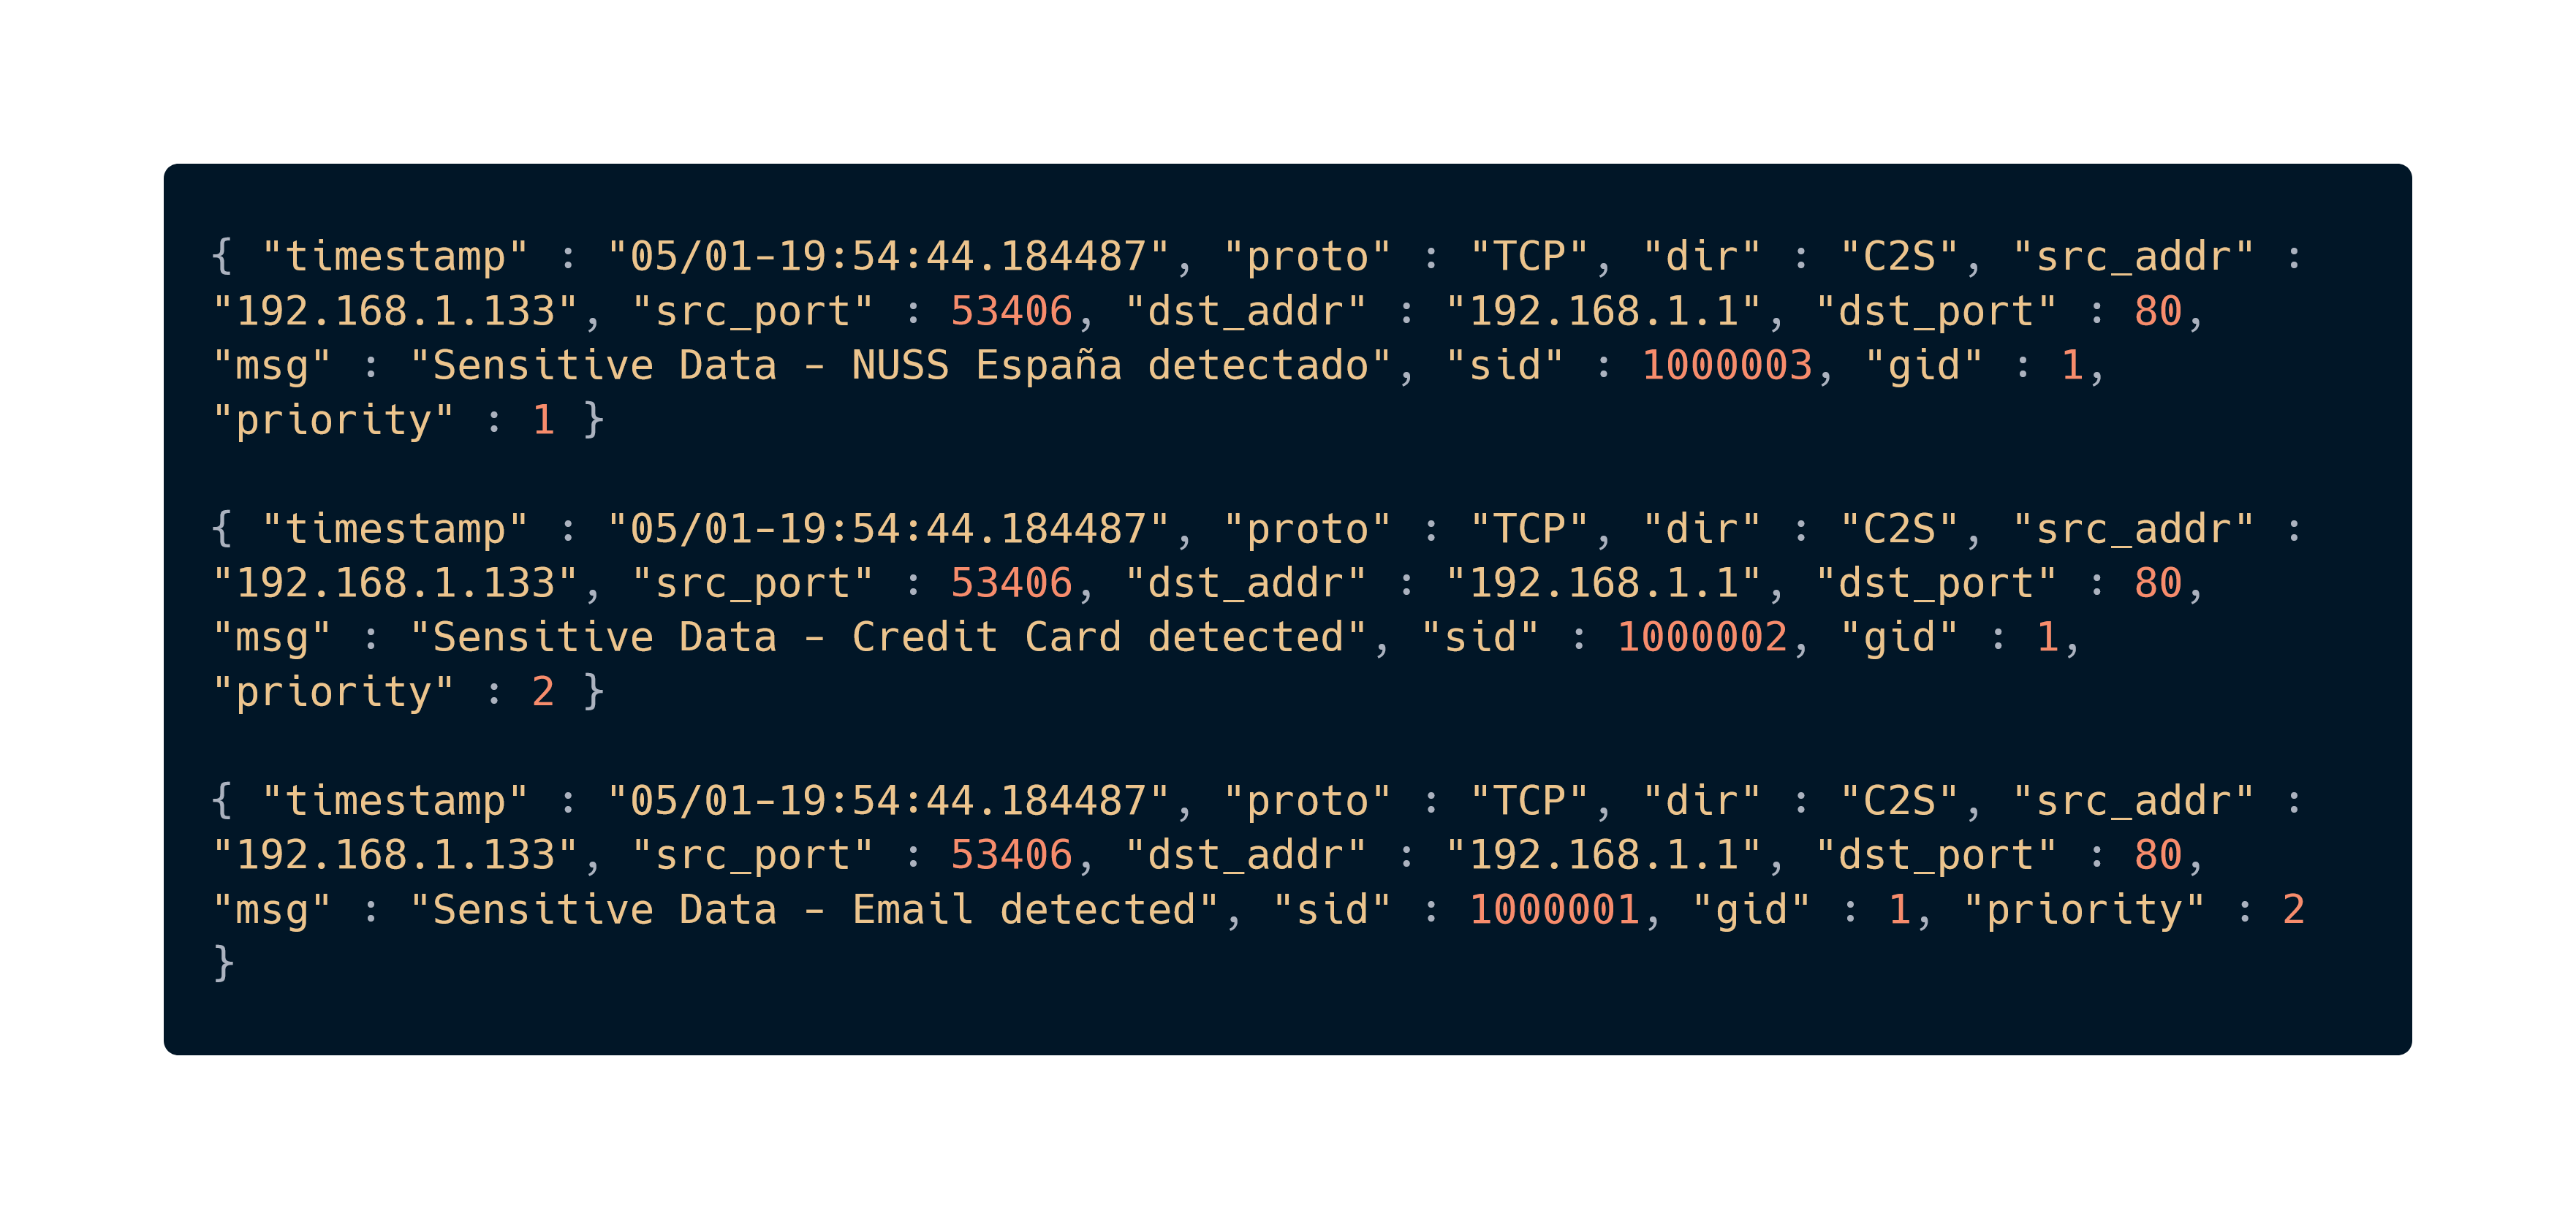 { "timestamp" : "05/01-19:54:44.184487", "proto" : "TCP", "dir" : "C2S", "src_addr" :
"192.168.1.133", "src_port" : 53406, "dst_addr" : "192.168.1.1", "dst_port" : 80,
"msg" : "Sensitive Data - NUSS España detectado", "sid" : 1000003, "gid" : 1,
"priority" : 1 }
{ "timestamp" : "05/01-19:54:44.184487", "proto" : "TCP", "dir" : "C2S", "src_addr" :
"192.168.1.133", "src_port" : 53406, "dst_addr" : "192.168.1.1", "dst_port" : 80,
"msg" : "Sensitive Data - Credit Card detected", "sid" : 1000002, "gid" : 1,
"priority" : 2 }
{ "timestamp" : "05/01-19:54:44.184487", "proto" : "TCP", "dir" : "C2S", "src_addr" :
"192.168.1.133", "src_port" : 53406, "dst_addr" : "192.168.1.1", "dst_port" : 80,
"msg" : "Sensitive Data - Email detected", "sid" : 1000001, "gid" : 1, "priority" : 2
}